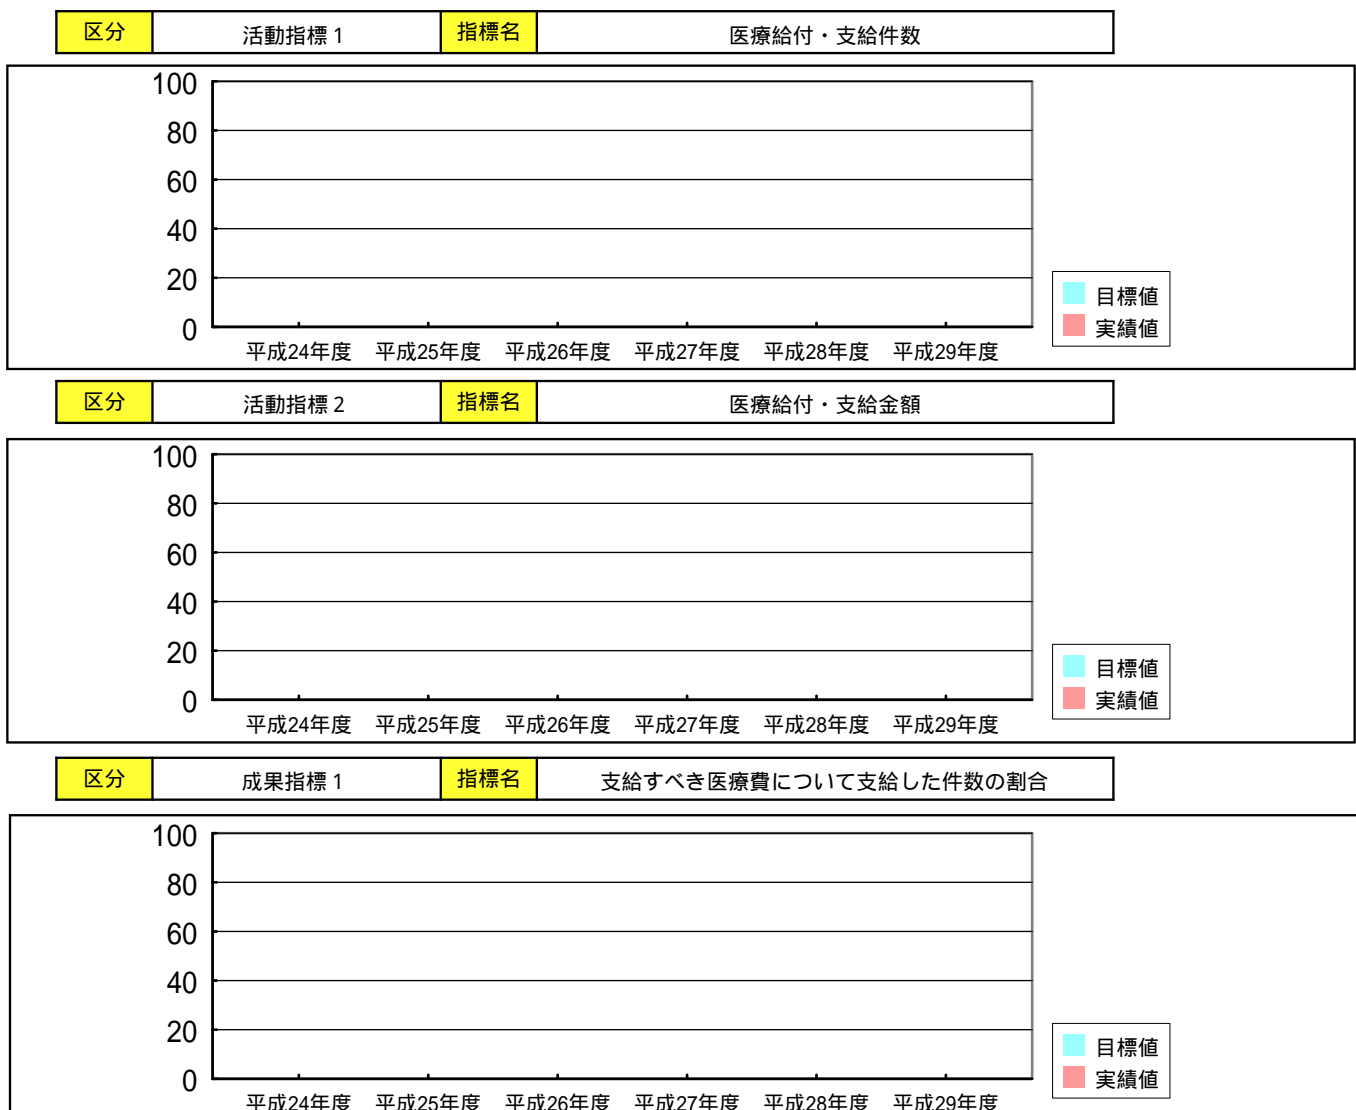 区分 活動指標1 指標名 医療給付・支給件数
100
80
60
40
20
0
平成24年度 平成25年度 平成26年度 平成27年度 平成28年度 平成29年度
目標値
実績値
区分 活動指標2 指標名 医療給付・支給金額
100
80
60
40
20
0
平成24年度 平成25年度 平成26年度 平成27年度 平成28年度 平成29年度
目標値
実績値
区分 成果指標1 指標名 支給すべき医療費について支給した件数の割合
100
80
60
40
20
0
平成24年度 平成25年度 平成26年度 平成27年度 平成28年度 平成29年度
目標値
実績値